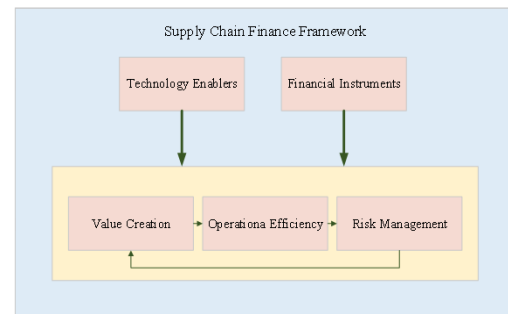 Supply Chain Finance Framework
Technology Enablers
Financial Instruments
Value Creation
Operationa Efficiency
Risk Management